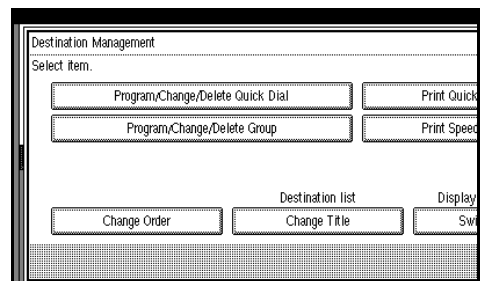 Destination Management
Select item.
Program/Change/Delete Quick Dial Print Quick
Program/Change/Delete Group Print Speed
Destination list Display
Change Order Change Title Swi